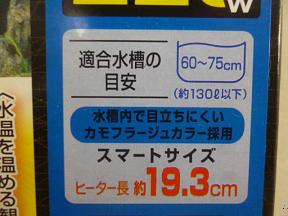 W
適合水槽の
目安
60～75cm
(約130ℓ以下)
水槽内で目立ちにくい
カモフラージュカラー採用
スマートサイズ
ヒーター長 約19.3cm
〈水温を温める観